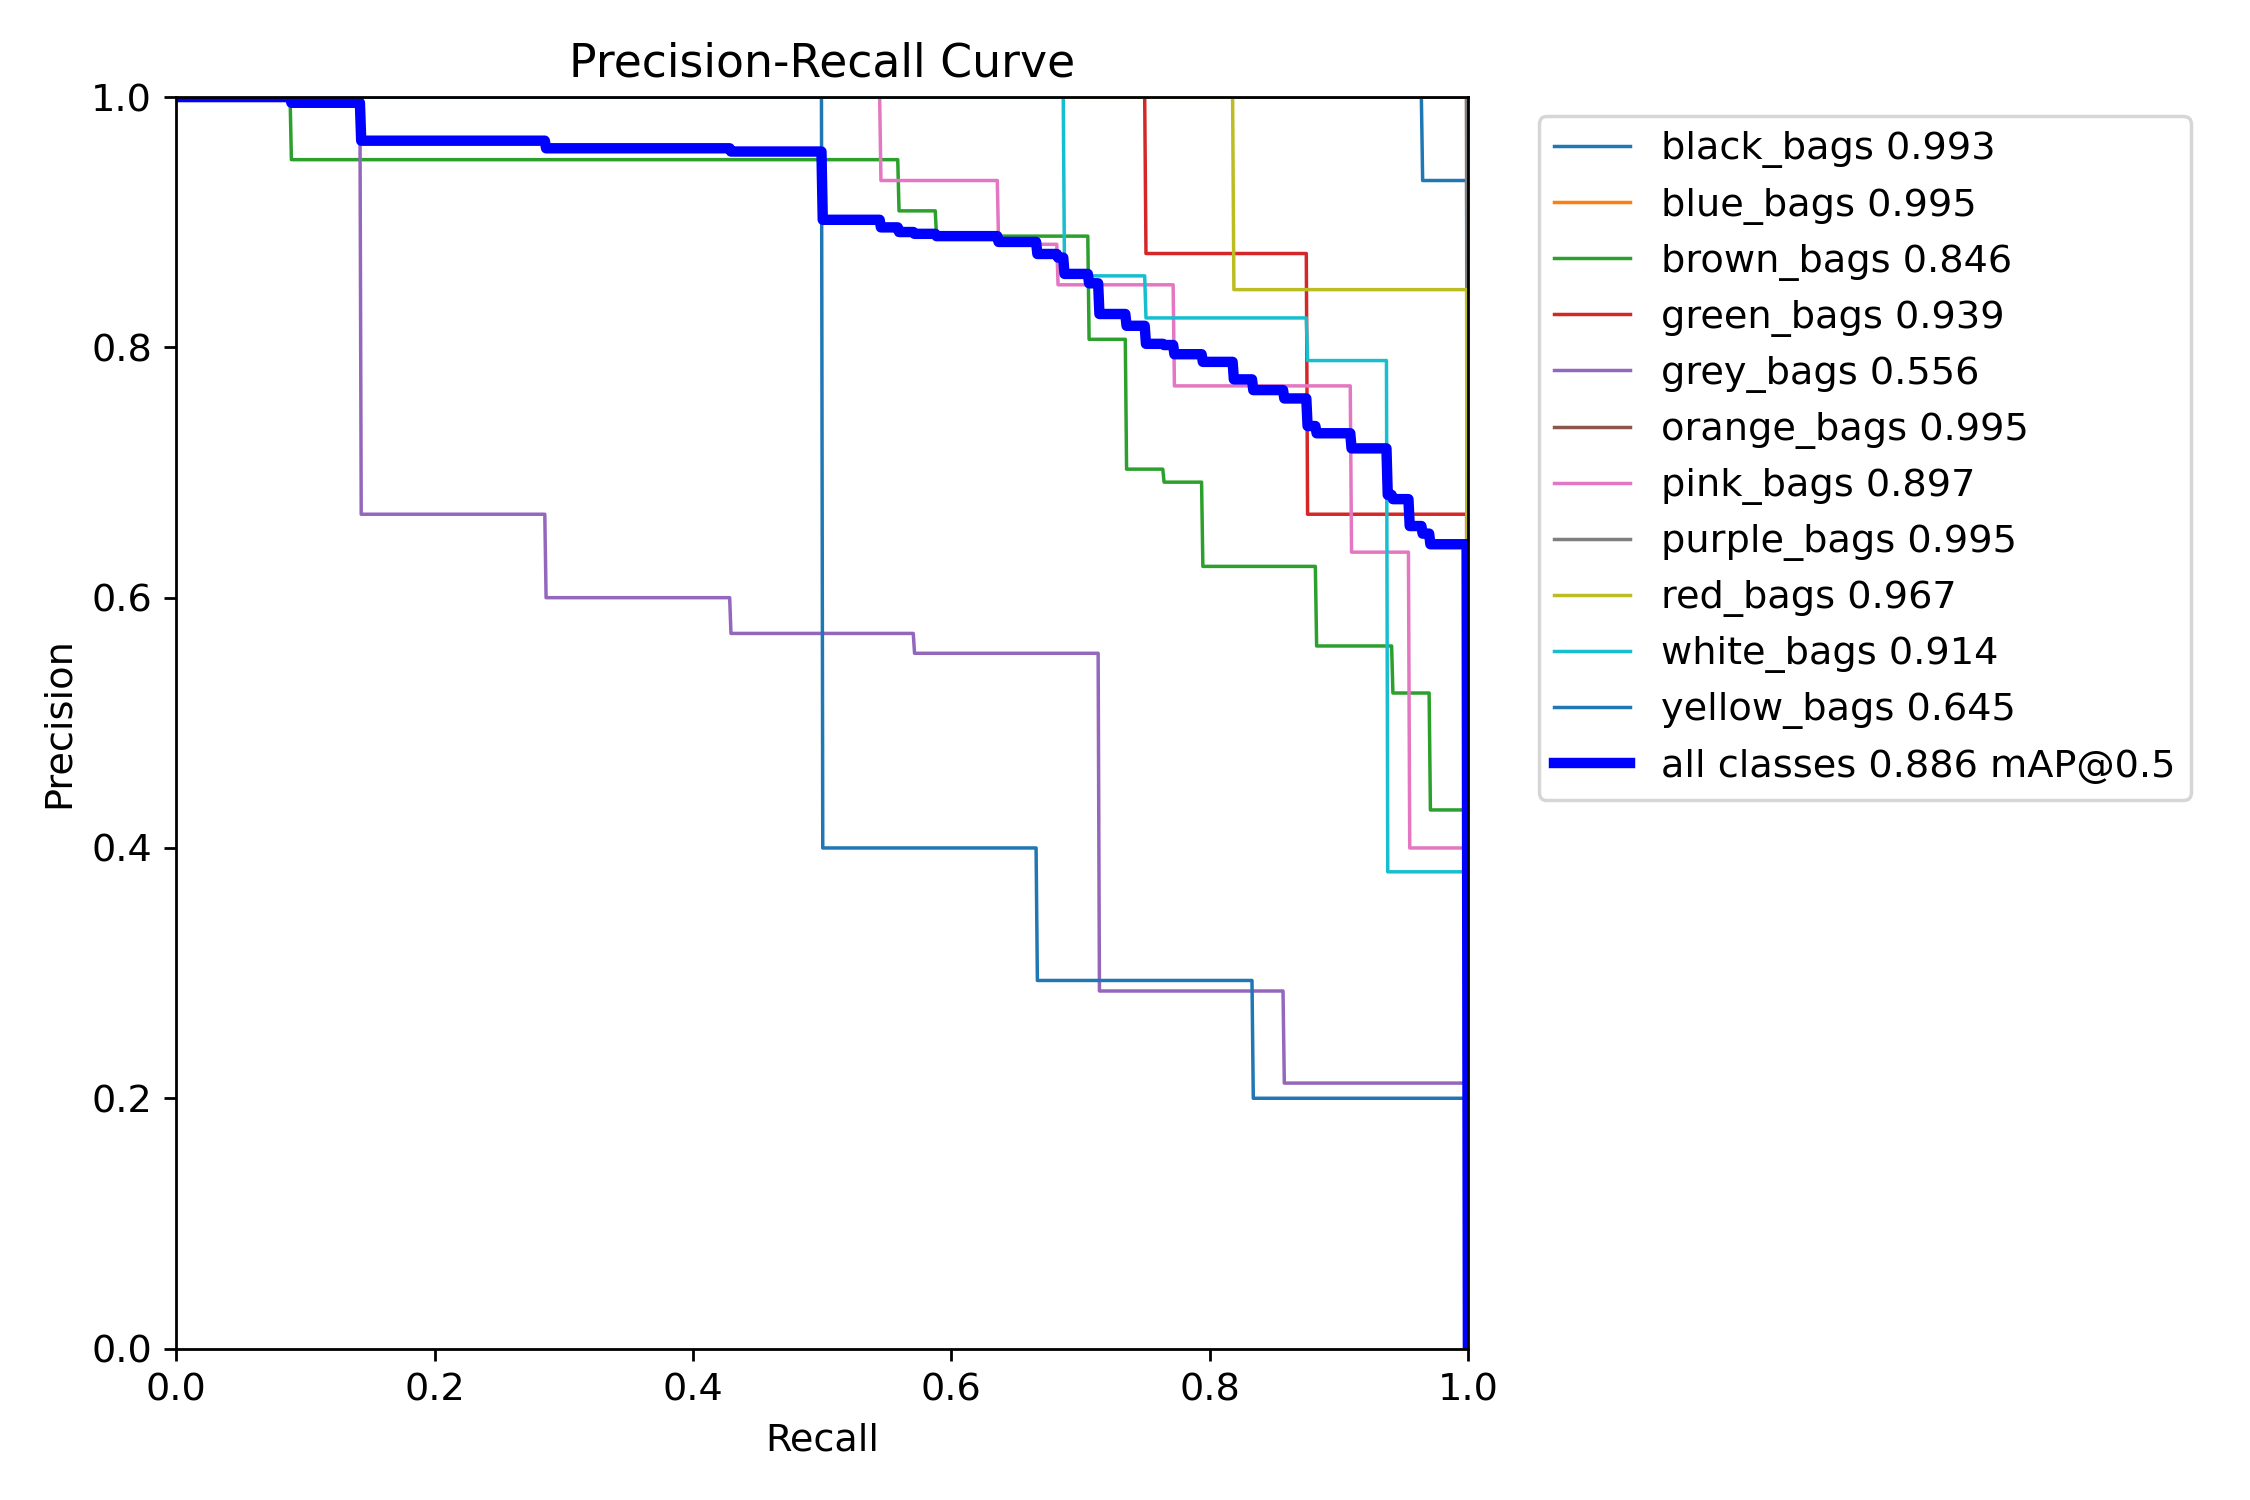 Precision-Recall Curve
1.0
0.8
0.6
0.4
0.2
0.0
Precision
0.0 0.2 0.4 0.6 0.8 1.0
Recall
black_bags 0.993
blue_bags 0.995
brown_bags 0.846
green_bags 0.939
grey_bags 0.556
orange_bags 0.995
pink_bags 0.897
purple_bags 0.995
red_bags 0.967
white_bags 0.914
yellow_bags 0.645
all classes 0.886 mAP@0.5